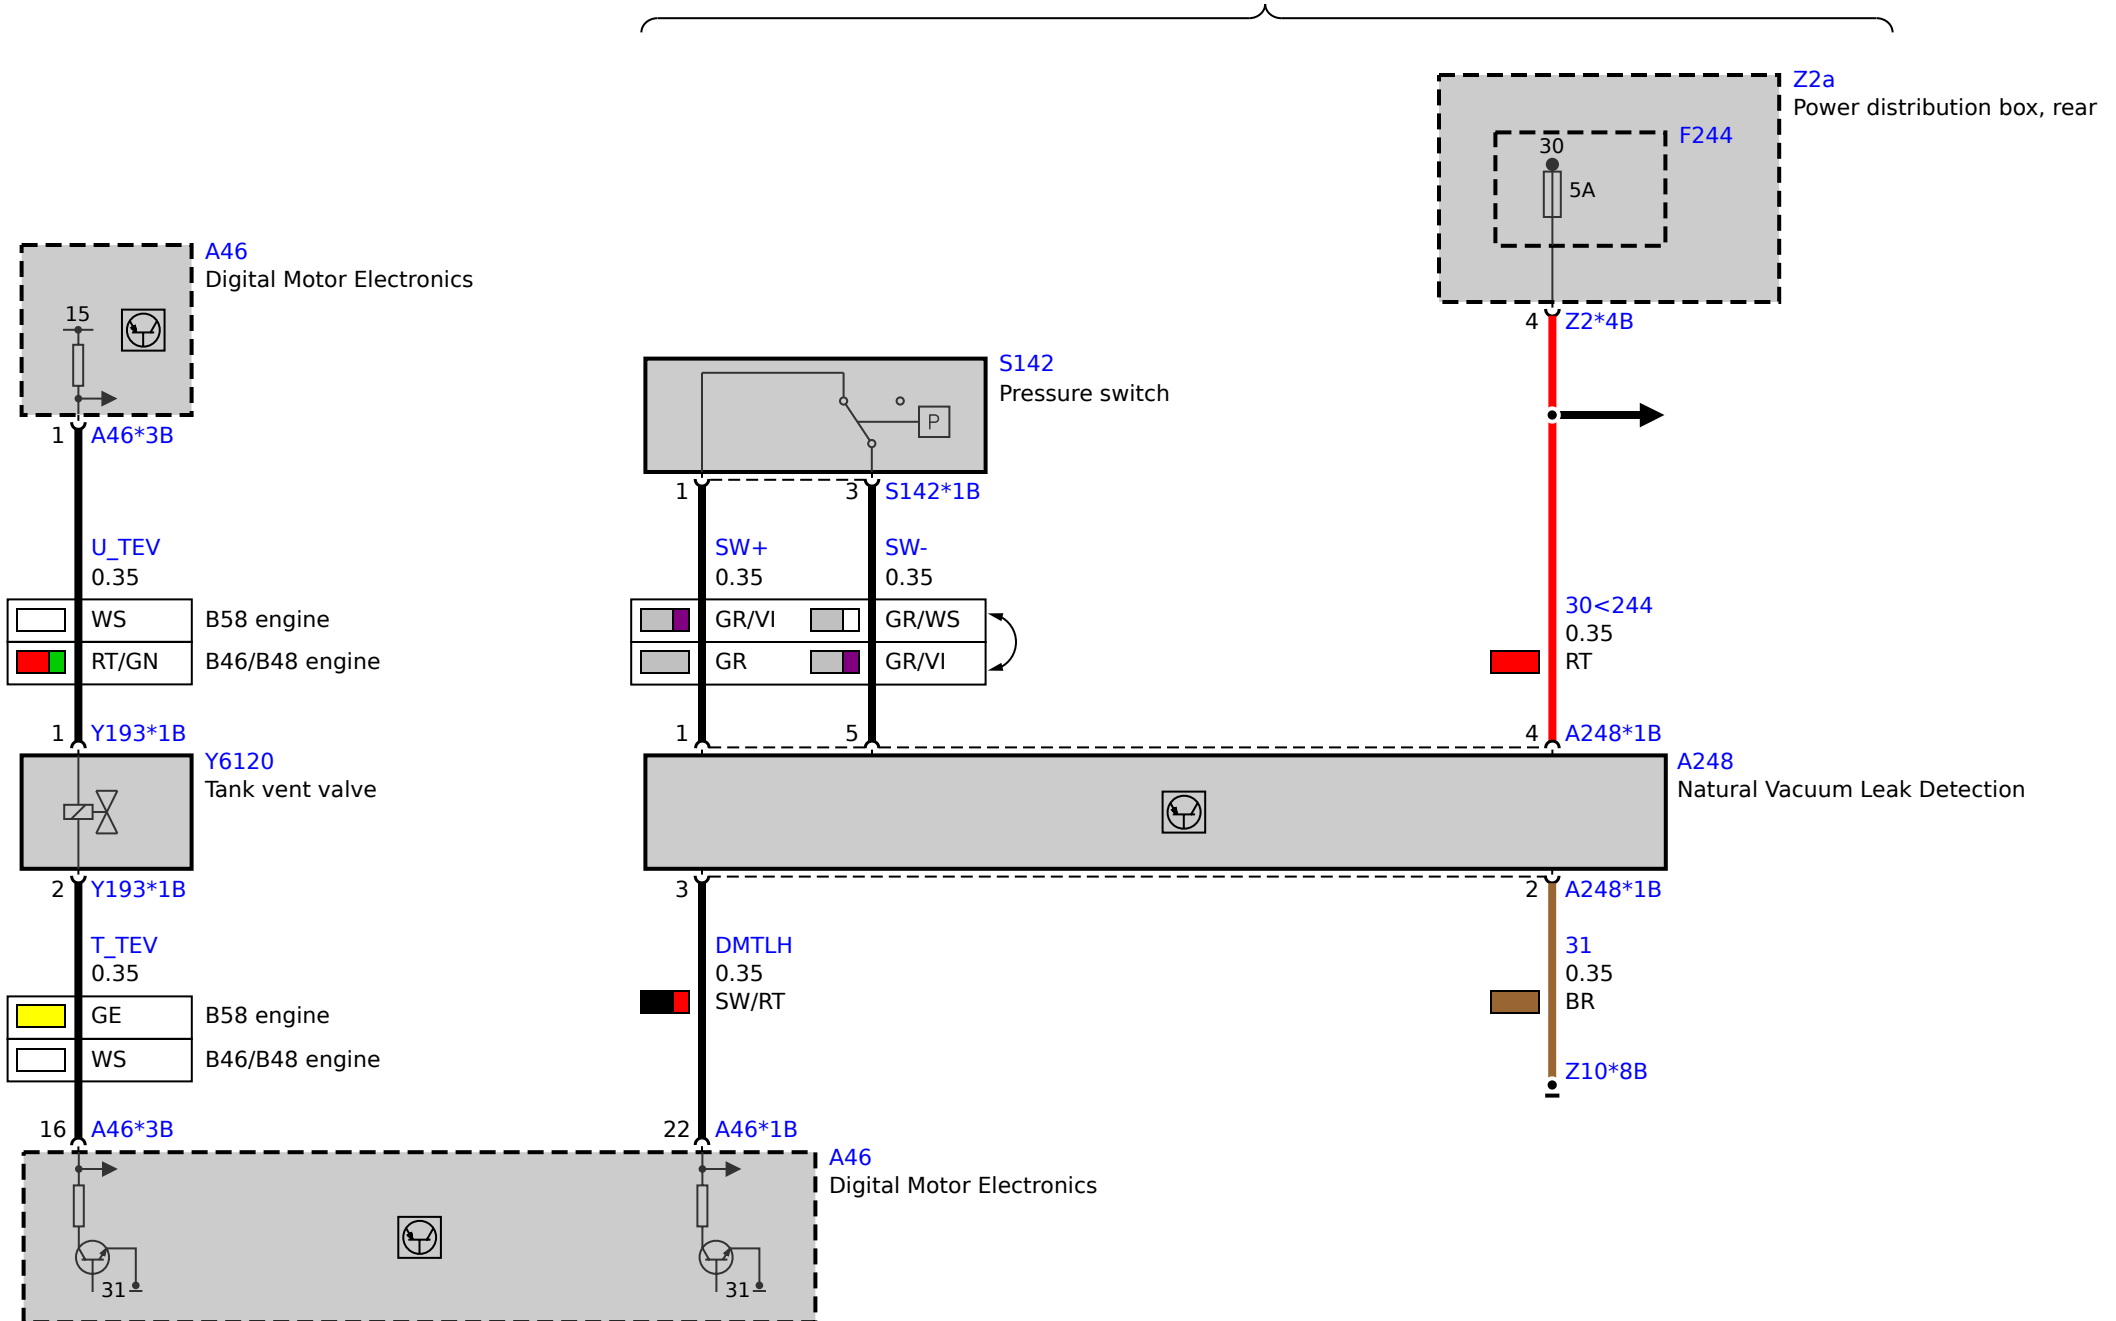 Z2a
Power distribution box, rear
F244
30
5A
4 Z2*4B
A46
Digital Motor Electronics
15
1 A46*3B
S142
Pressure switch
P
1 3 S142*1B
U_TEV
0.35
WS B58 engine
RT/GN B46/B48 engine
SW+ SW-
0.35 0.35
GR/VI GR/WS
GR GR/VI
30<244
0.35
RT
1 Y193*1B
1 5 4 A248*1B
Y6120
Tank vent valve
A248
Natural Vacuum Leak Detection
2 Y193*1B
3 2 A248*1B
T_TEV
0.35
GE B58 engine
WS B46/B48 engine
DMTLH
0.35
SW/RT
31
0.35
BR
Z10*8B
16 A46*3B
22 A46*1B
A46
Digital Motor Electronics
31 31